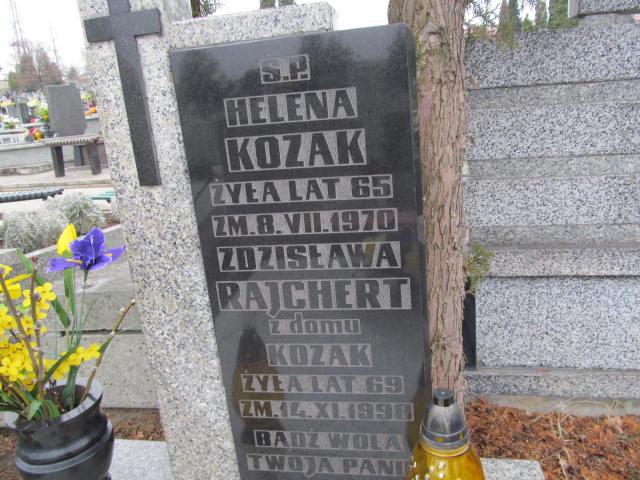 S.P.
HELENA
KOZAK
ŻYŁA LAT 65
ZM. 8. VII. 1970
ZDZISŁAWA
RAJCHERT
z domu
KOZAK
ŻYŁA LAT 69
ZM. 14. XI. 1998
BĄDŹ WOLA
TWOJA PANI